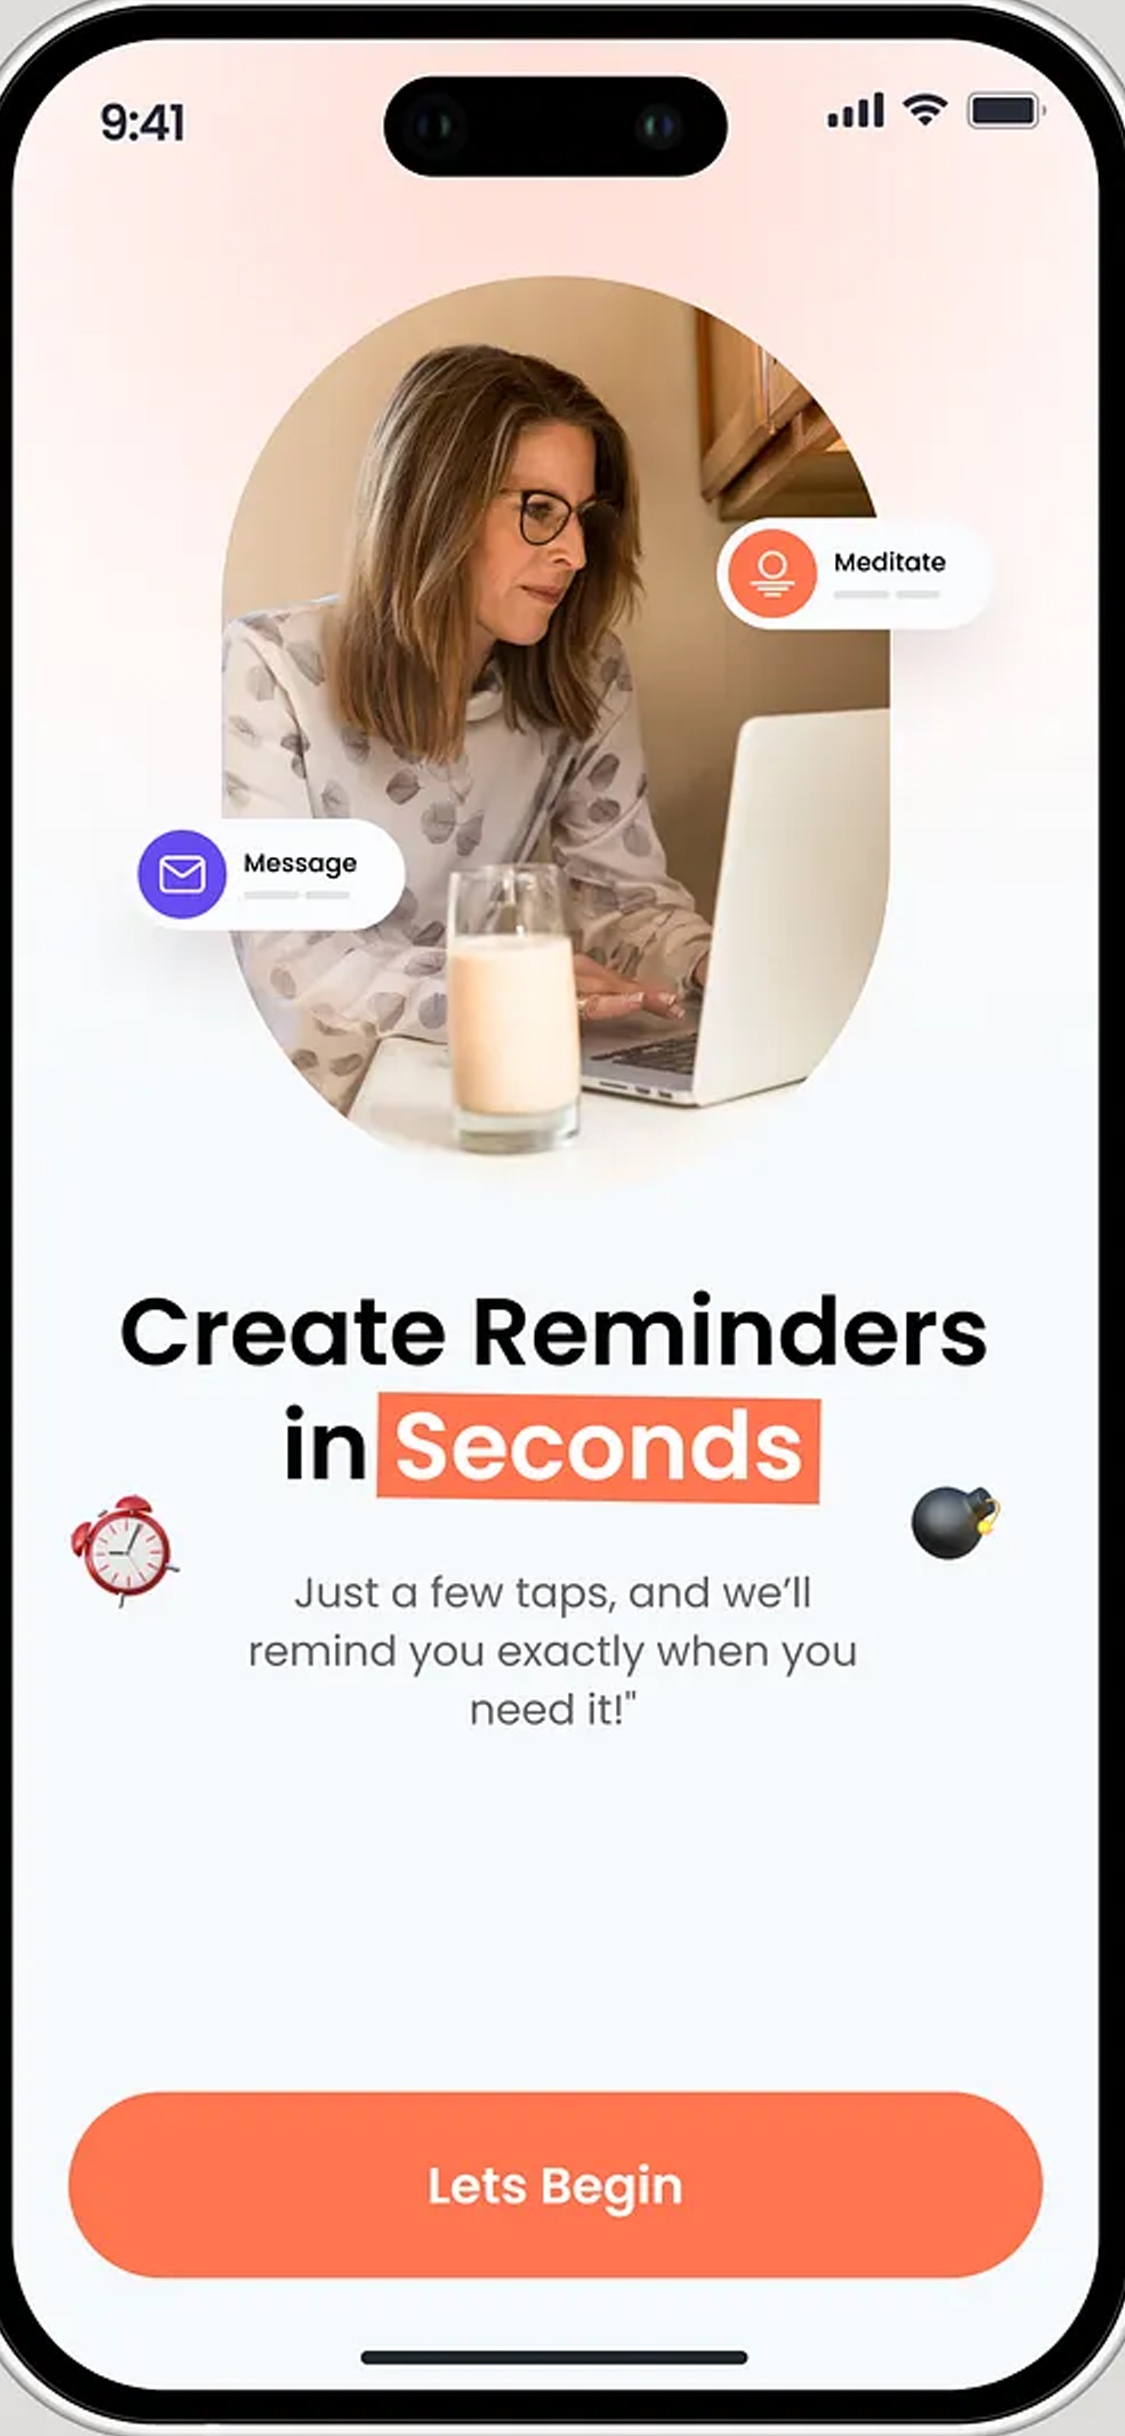 9:41
Meditate
Message
Create Reminders
in Seconds
Just a few taps, and we’ll
remind you exactly when you
need it!"
Lets Begin